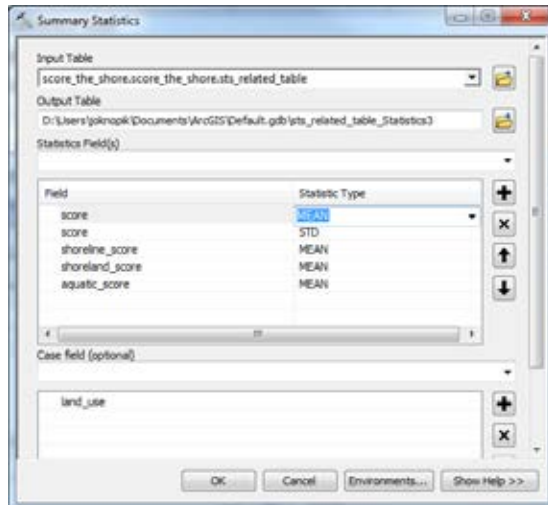 Summary Statistics
Input Table
score_the_shore.score_the_shore.sts_related_table
Output Table
D:\Users\joknopik\Documents\ArcGIS\Default.gdb\sts_related_table_Statistics3
Statistics Field(s)
Field Statistic Type
score MEAN
score STD
shoreline_score MEAN
shoreland_score MEAN
aquatic_score MEAN
Case field (optional)
land_use
OK Cancel Environments... Show Help >>